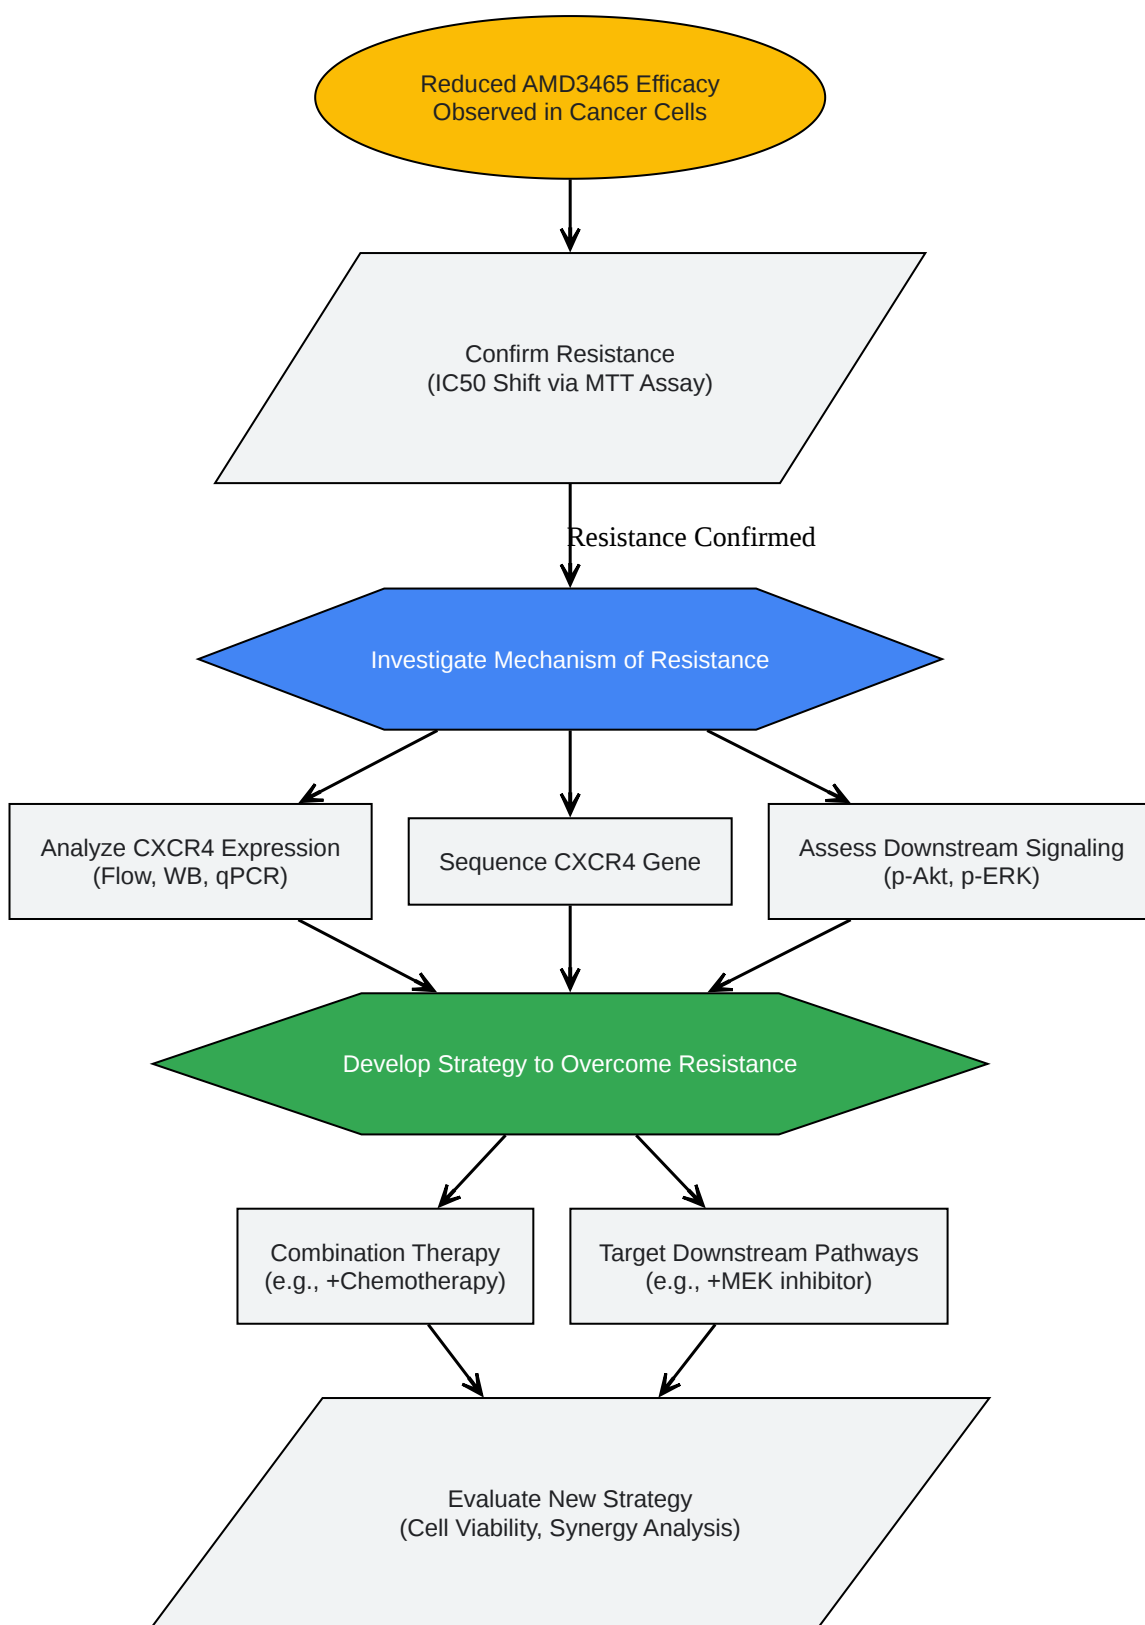 Reduced AMD3465 Efficacy
Observed in Cancer Cells
Confirm Resistance
(IC50 Shift via MTT Assay)
Resistance Confirmed
Investigate Mechanism of Resistance
Analyze CXCR4 Expression
(Flow, WB, qPCR)
Sequence CXCR4 Gene
Assess Downstream Signaling
(p-Akt, p-ERK)
Develop Strategy to Overcome Resistance
Combination Therapy
(e.g., +Chemotherapy)
Target Downstream Pathways
(e.g., +MEK inhibitor)
Evaluate New Strategy
(Cell Viability, Synergy Analysis)